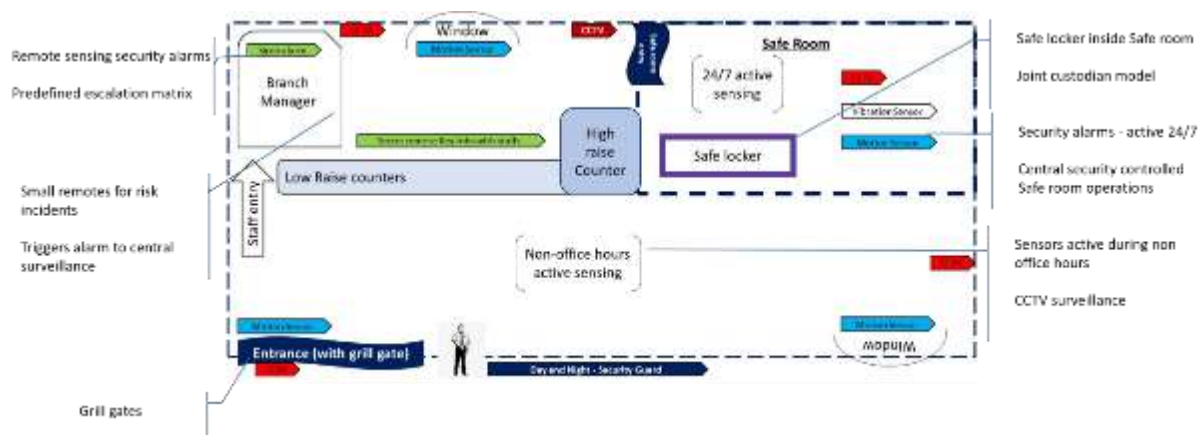 Remote sensing security alarms
Predefined escalation matrix
Small remotes for risk
incidents
Triggers alarm to central
surveillance
Grill gates
Branch
Manager
Window
Motion Sensor
CCTV
Safe Room
24/7 active
sensing
Vibration Sensor
Motion Sensor
Safe locker
High
raise
Counter
Low Raise counters
Staff entry
Non-office hours
active sensing
Motion Sensor
Entrance (with grill gate)
Day and Night - Security Guard
Motion Sensor
Window
Safe locker inside Safe room
Joint custodian model
Security alarms - active 24/7
Central security controlled
Safe room operations
Sensors active during non
office hours
CCTV surveillance